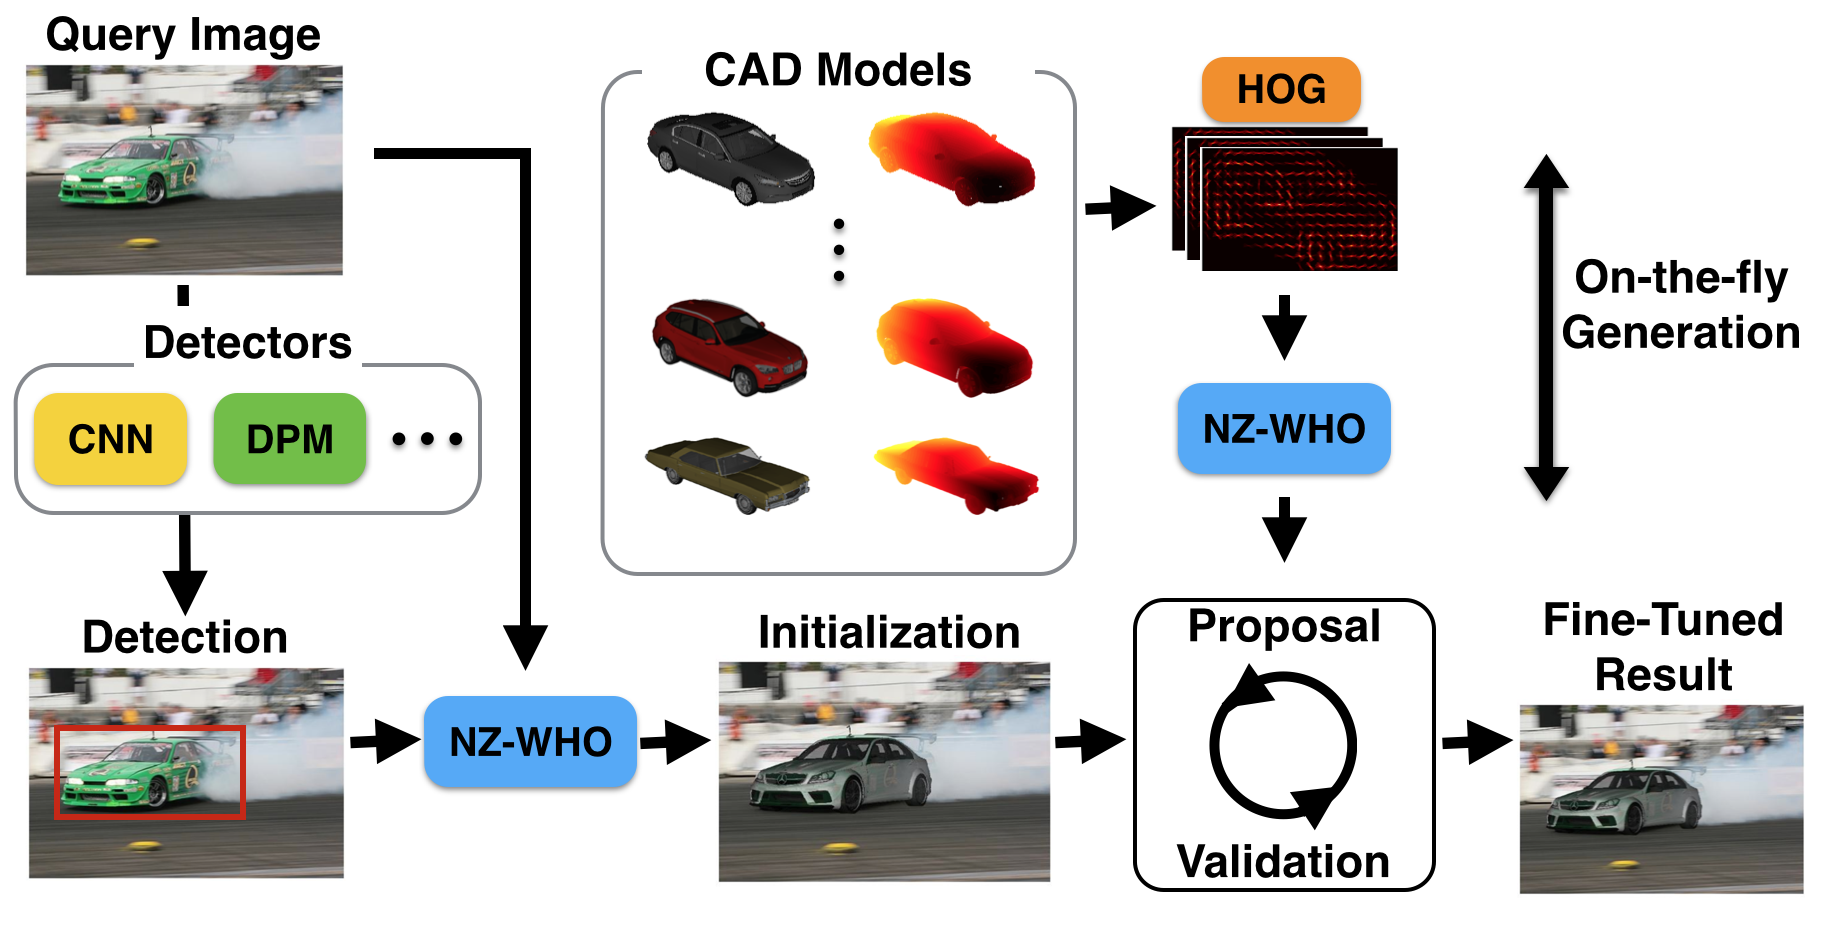 Query Image
CAD Models
HOG
On-the-fly
Generation
Detectors
CNN
DPM
NZ-WHO
Detection
NZ-WHO
Initialization
Proposal
Validation
Fine-Tuned
Result